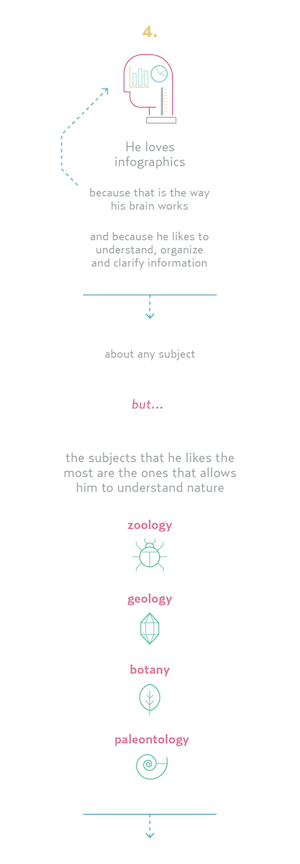 4.
He loves
infographics
because that is the way
his brain works
and because he likes to
understand, organize
and clarify information
about any subject
but...
the subjects that he likes the
most are the ones that allows
him to understand nature
zoology
geology
botany
paleontology